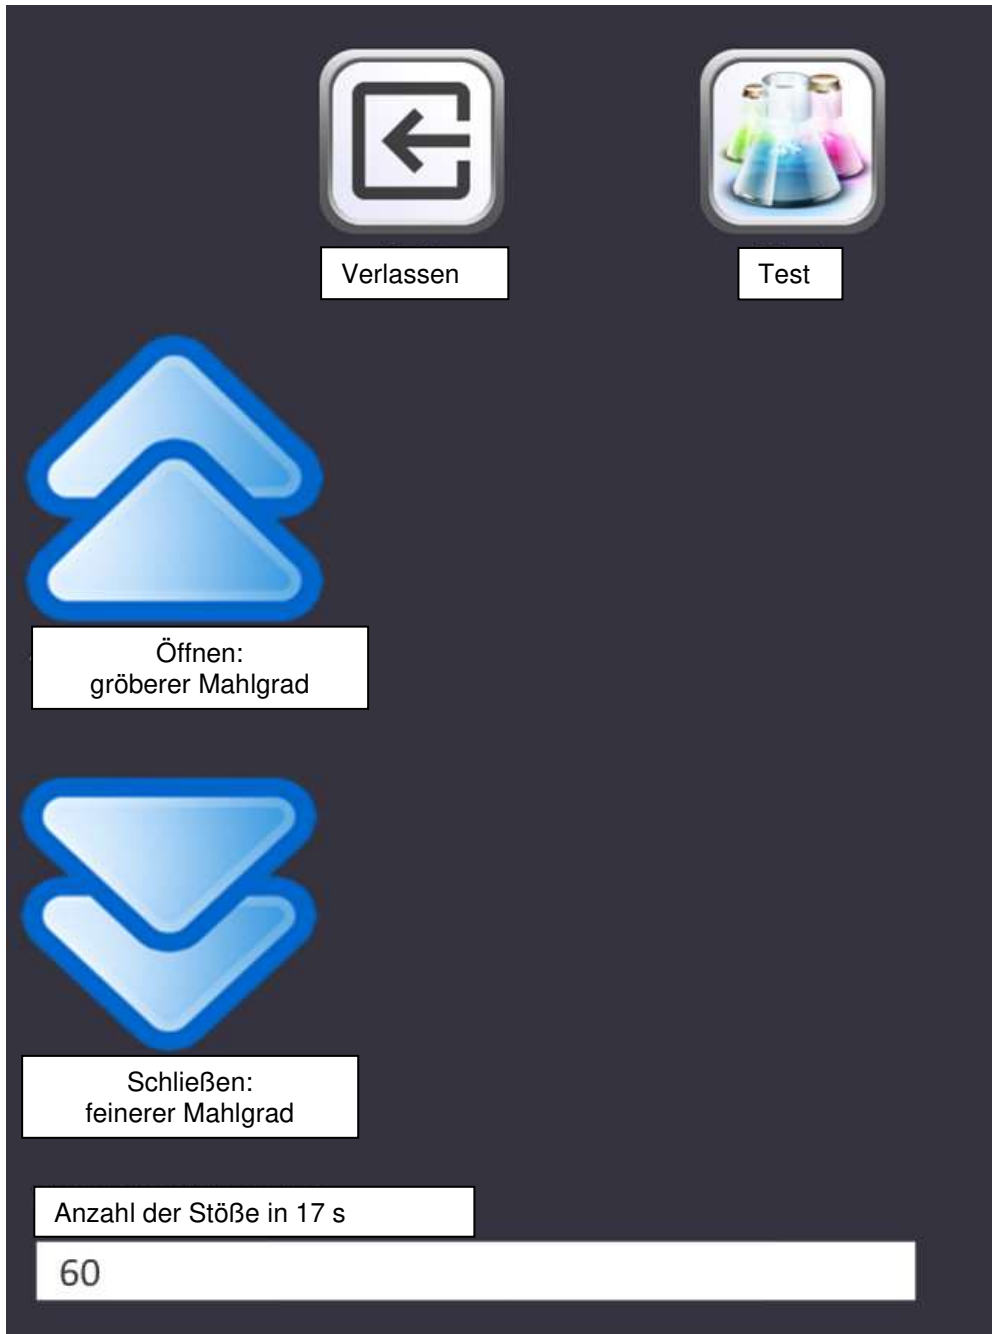 Verlassen
Test
Öffnen:
gröberer Mahlgrad
Schließen:
feinerer Mahlgrad
Anzahl der Stöße in 17 s
60